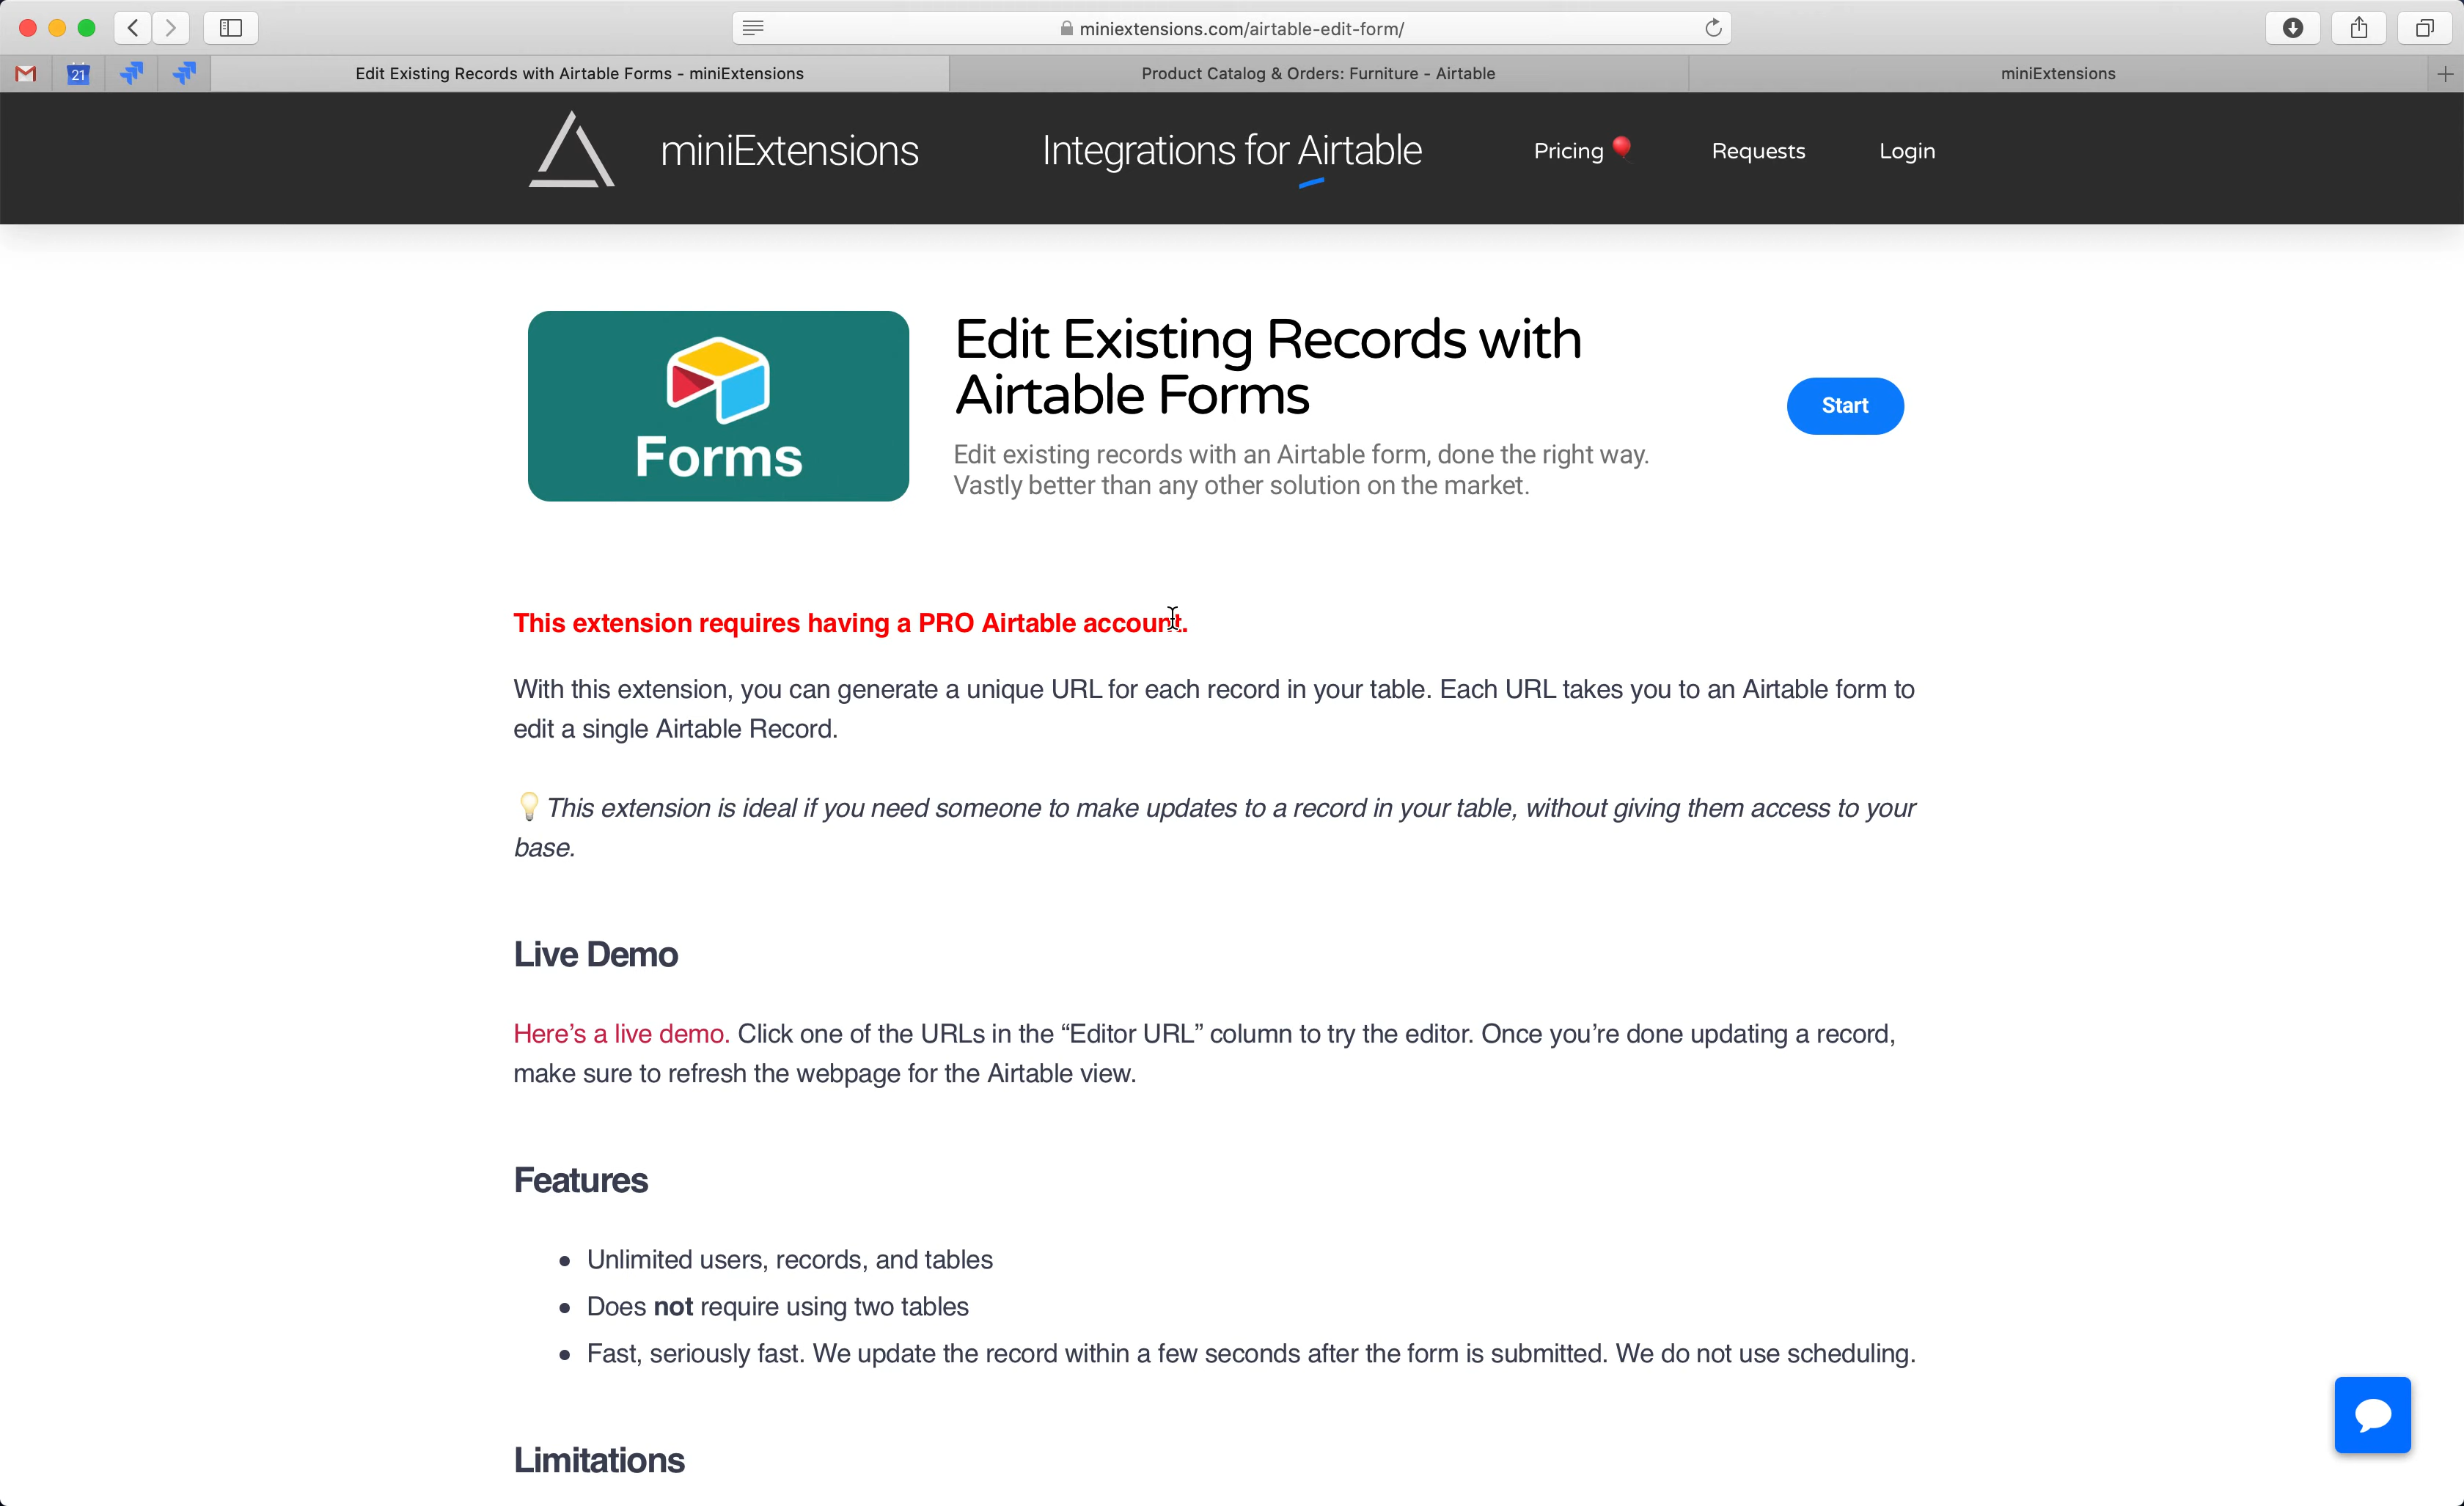 miniextensions.com/airtable-edit-form/
21
Edit Existing Records with Airtable Forms - miniExtensions
Product Catalog & Orders: Furniture - Airtable
miniExtensions
miniExtensions
Integrations for Airtable
Pricing🎈
Requests
Login
Forms
Edit Existing Records with
Airtable Forms
Edit existing records with an Airtable form, done the right way.
Vastly better than any other solution on the market.
Start
This extension requires having a PRO Airtable account.
With this extension, you can generate a unique URL for each record in your table. Each URL takes you to an Airtable form to
edit a single Airtable Record.
💡 This extension is ideal if you need someone to make updates to a record in your table, without giving them access to your
base.
Live Demo
Here’s a live demo. Click one of the URLs in the “Editor URL” column to try the editor. Once you’re done updating a record,
make sure to refresh the webpage for the Airtable view.
Features
• Unlimited users, records, and tables
• Does not require using two tables
• Fast, seriously fast. We update the record within a few seconds after the form is submitted. We do not use scheduling.
Limitations